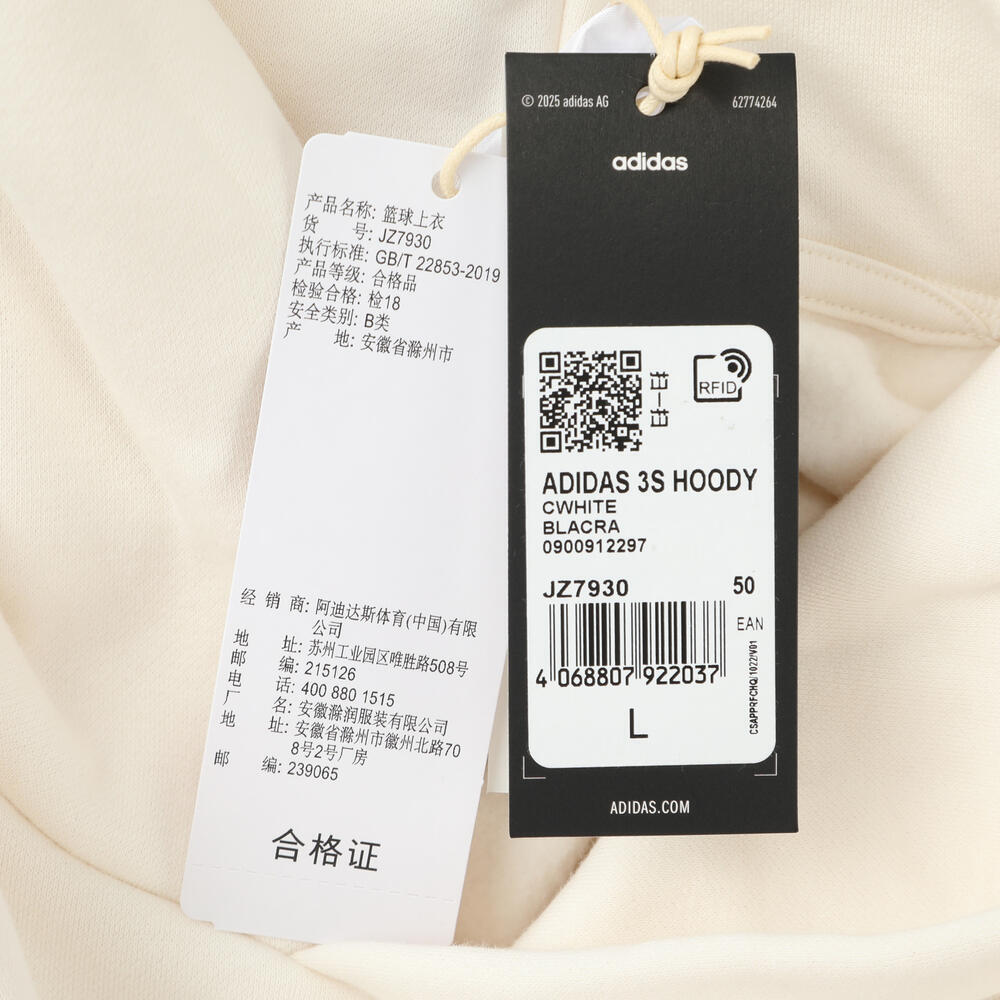 产品名称: 篮球上衣
货 号: JZ7930
执行标准: GB/T 22853-2019
产品等级: 合格品
检验合格: 检18
安全类别: B类
产 地: 安徽省滁州市
经 销 商: 阿迪达斯体育(中国)有限
公司
地 址: 苏州工业园区唯胜路508号
邮 编: 215126
电 话: 400 880 1515
厂 名: 安徽滁润服装有限公司
地 址: 安徽省滁州市徽州北路70
8号2号厂房
邮 编: 239065
合格证
© 2025 adidas AG
62774264
adidas
扫一扫
RFID
ADIDAS 3S HOODY
CWHITE
BLACRA
0900912297
JZ7930 50
EAN
4 068807 922037
CSAPPRFCHQ/1022/V01
L
ADIDAS.COM